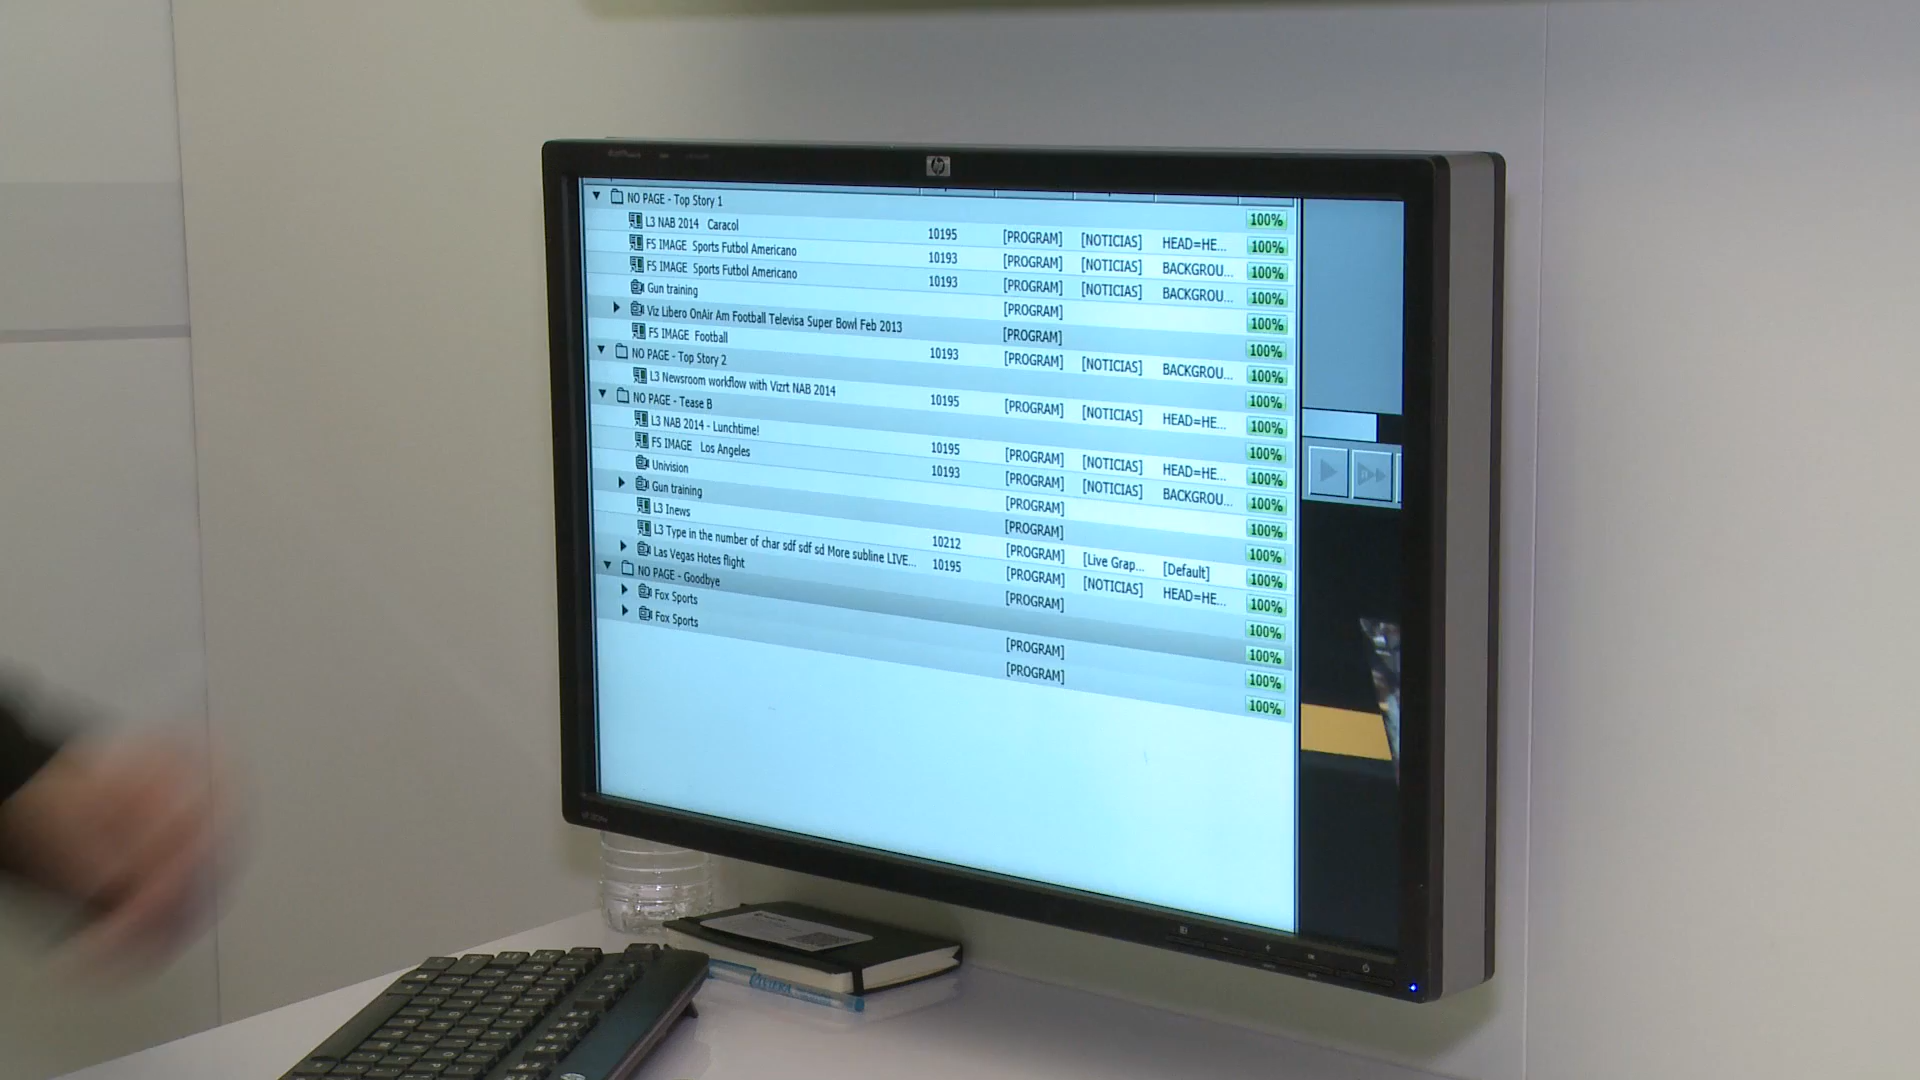 hp
NO PAGE - Top Story 1 100%
L3 NAB 2014 Caracol 10195 [PROGRAM] [NOTICIAS] HEAD=HE... 100%
FS IMAGE Sports Futbol Americano 10193 [PROGRAM] [NOTICIAS] BACKGROU... 100%
FS IMAGE Sports Futbol Americano 10193 [PROGRAM] [NOTICIAS] BACKGROU... 100%
Gun training [PROGRAM] 100%
Viz Libero OnAir Am Football Televisa Super Bowl Feb 2013 [PROGRAM] 100%
FS IMAGE Football 10193 [PROGRAM] [NOTICIAS] BACKGROU... 100%
NO PAGE - Top Story 2 100%
L3 Newsroom workflow with Vizrt NAB 2014 10195 [PROGRAM] [NOTICIAS] HEAD=HE... 100%
NO PAGE - Tease B 100%
L3 NAB 2014 - Lunchtime! 10195 [PROGRAM] [NOTICIAS] HEAD=HE... 100%
FS IMAGE Los Angeles 10193 [PROGRAM] [NOTICIAS] BACKGROU... 100%
Univision [PROGRAM] 100%
Gun training [PROGRAM] 100%
L3 Inews 10212 [PROGRAM] [Live Grap... [Default] 100%
L3 Type in the number of char sdf sdf sd More subline LIVE... 10195 [PROGRAM] [NOTICIAS] HEAD=HE... 100%
Las Vegas Hotes flight [PROGRAM] 100%
NO PAGE - Goodbye 100%
Fox Sports [PROGRAM] 100%
Fox Sports [PROGRAM] 100%